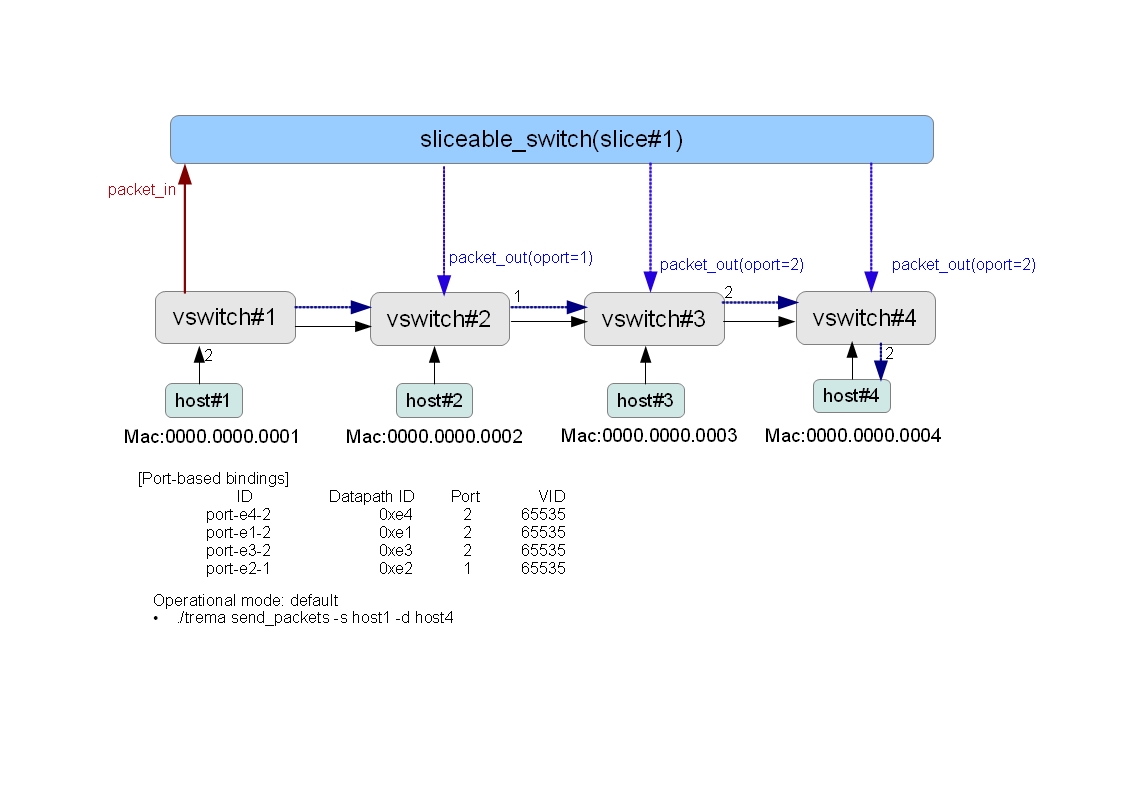 sliceable_switch(slice#1)
packet_in
packet_out(oport=1)
packet_out(oport=2)
packet_out(oport=2)
vswitch#1
vswitch#2
1
vswitch#3
2
vswitch#4
2
2
host#1
host#2
host#3
host#4
Mac:0000.0000.0001
Mac:0000.0000.0002
Mac:0000.0000.0003
Mac:0000.0000.0004
[Port-based bindings]
ID Datapath ID Port VID
port-e4-2 0xe4 2 65535
port-e1-2 0xe1 2 65535
port-e3-2 0xe3 2 65535
port-e2-1 0xe2 1 65535
Operational mode: default
• ./trema send_packets -s host1 -d host4